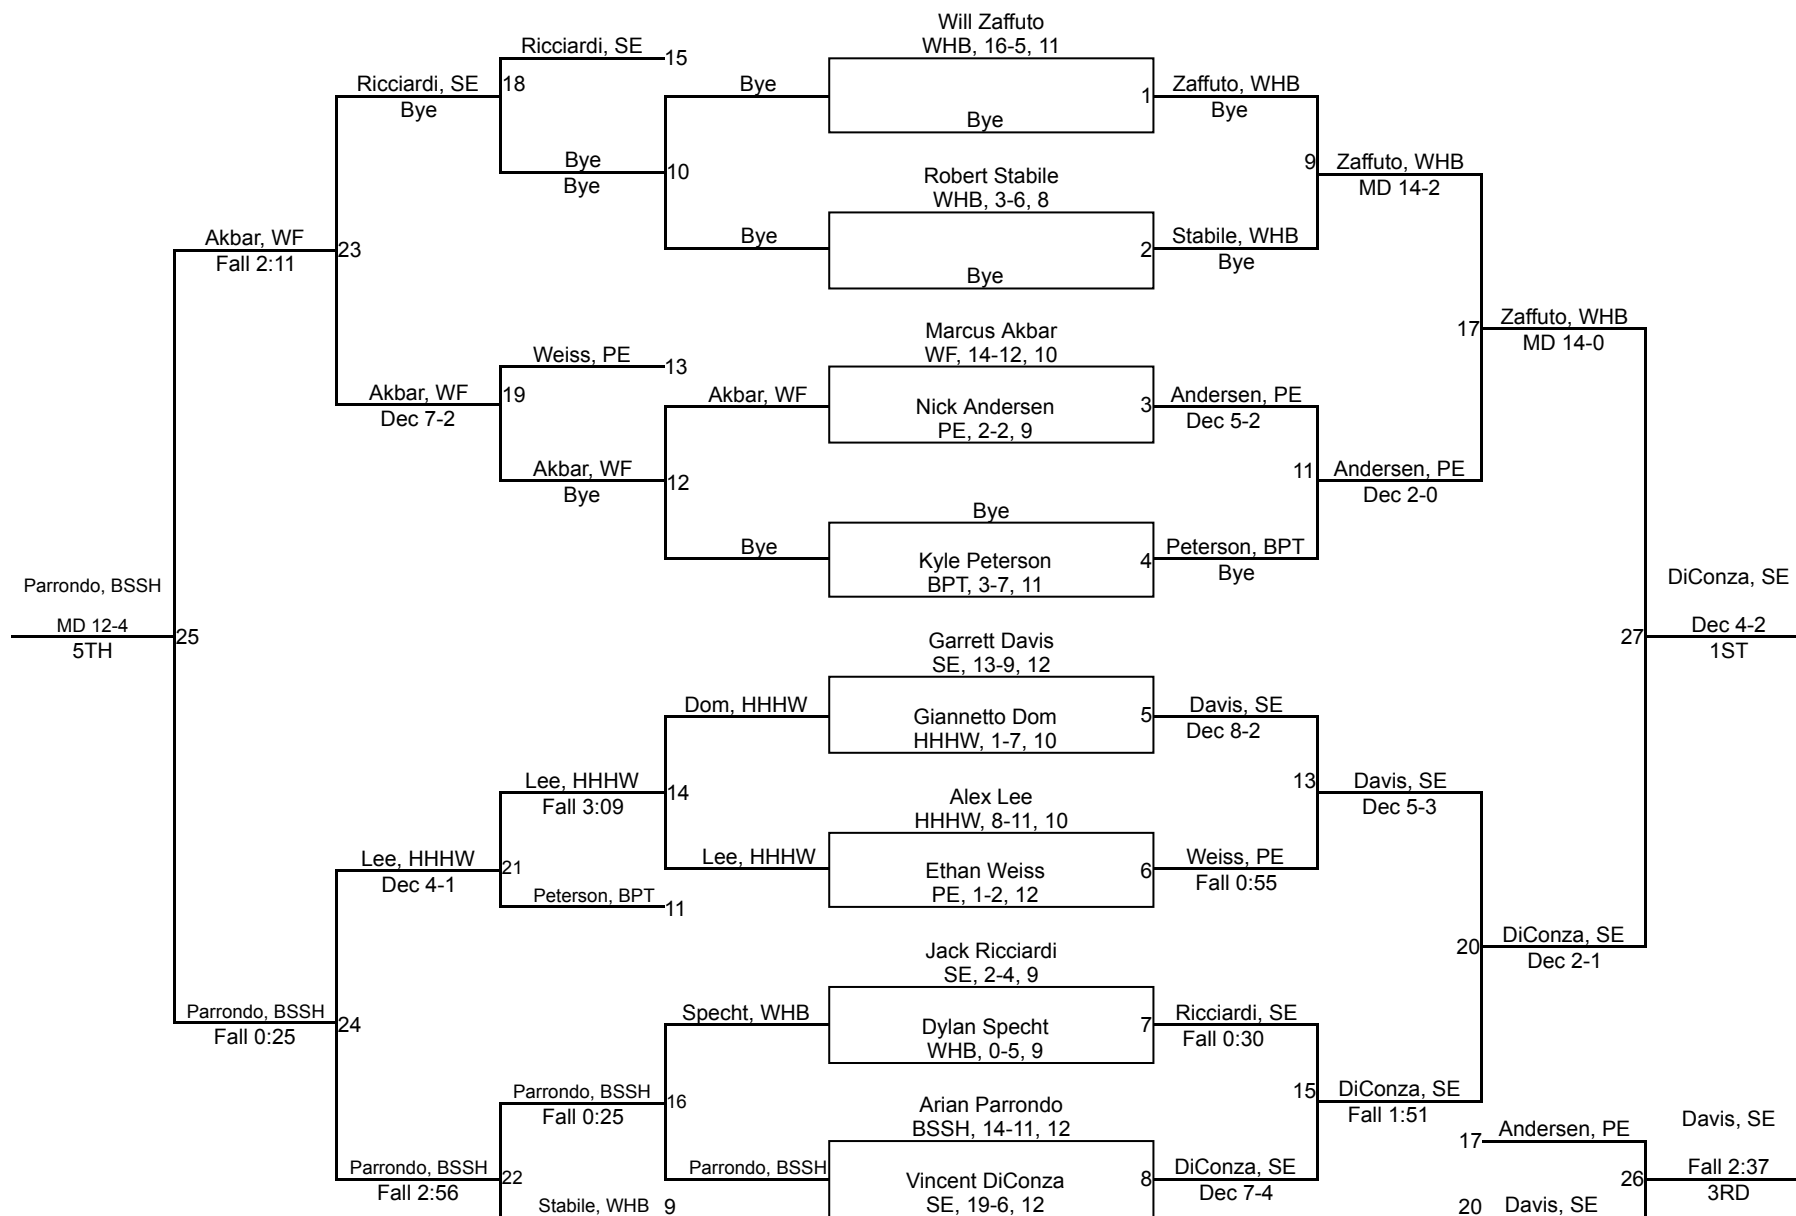 Will Zaffuto
WHB, 16-5, 11
Ricciardi, SE
15
Ricciardi, SE
18
Bye
1
Zaffuto, WHB
Bye
Bye
Bye
Bye
10
Bye
9
Zaffuto, WHB
MD 14-2
Robert Stabile
WHB, 3-6, 8
Akbar, WF
Fall 2:11
23
Bye
2
Stabile, WHB
Bye
Bye
Marcus Akbar
WF, 14-12, 10
17
Zaffuto, WHB
MD 14-0
Weiss, PE
13
Akbar, WF
Dec 7-2
19
Akbar, WF
Nick Andersen
PE, 2-2, 9
3
Andersen, PE
Dec 5-2
Akbar, WF
Bye
12
11
Andersen, PE
Dec 2-0
Bye
Bye
Kyle Peterson
BPT, 3-7, 11
4
Peterson, BPT
Bye
Parrondo, BSSH
MD 12-4
5TH
25
DiConza, SE
Dec 4-2
1ST
27
Garrett Davis
SE, 13-9, 12
Dom, HHHW
Giannetto Dom
HHHW, 1-7, 10
5
Davis, SE
Dec 8-2
Lee, HHHW
Fall 3:09
14
13
Davis, SE
Dec 5-3
Alex Lee
HHHW, 8-11, 10
Lee, HHHW
Dec 4-1
21
Lee, HHHW
Ethan Weiss
PE, 1-2, 12
6
Weiss, PE
Fall 0:55
Peterson, BPT
11
Jack Ricciardi
SE, 2-4, 9
20
DiConza, SE
Dec 2-1
Parrondo, BSSH
Fall 0:25
24
Specht, WHB
Dylan Specht
WHB, 0-5, 9
7
Ricciardi, SE
Fall 0:30
Parrondo, BSSH
Fall 0:25
16
15
DiConza, SE
Fall 1:51
Arian Parrondo
BSSH, 14-11, 12
17
Andersen, PE
Davis, SE
Parrondo, BSSH
Fall 2:56
22
Parrondo, BSSH
Vincent DiConza
SE, 19-6, 12
8
DiConza, SE
Dec 7-4
26
Fall 2:37
3RD
Stabile, WHB
9
20
Davis, SE